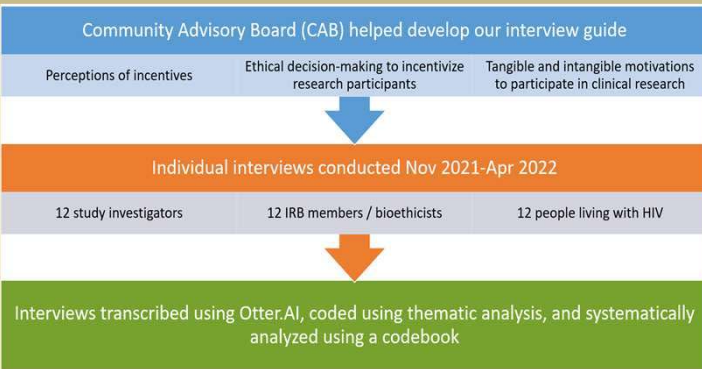 Community Advisory Board (CAB) helped develop our interview guide
Perceptions of incentives
Ethical decision-making to incentivize
research participants
Tangible and intangible motivations
to participate in clinical research
Individual interviews conducted Nov 2021-Apr 2022
12 study investigators
12 IRB members / bioethicists
12 people living with HIV
Interviews transcribed using Otter.AI, coded using thematic analysis, and systematically
analyzed using a codebook